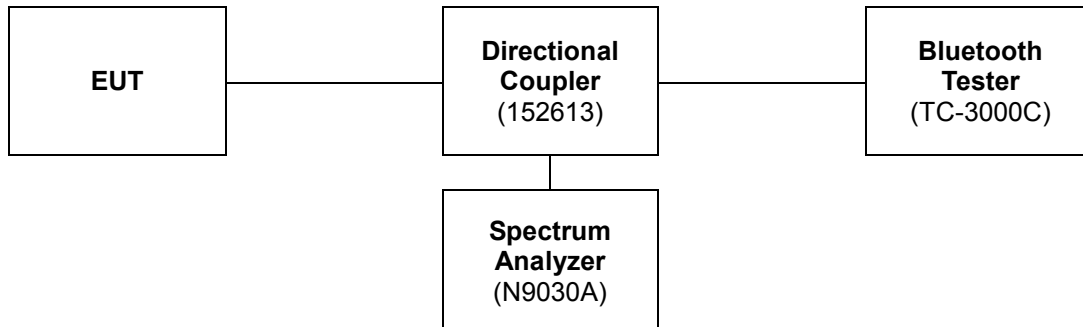 EUT
Directional
Coupler
(152613)
Bluetooth
Tester
(TC-3000C)
Spectrum
Analyzer
(N9030A)